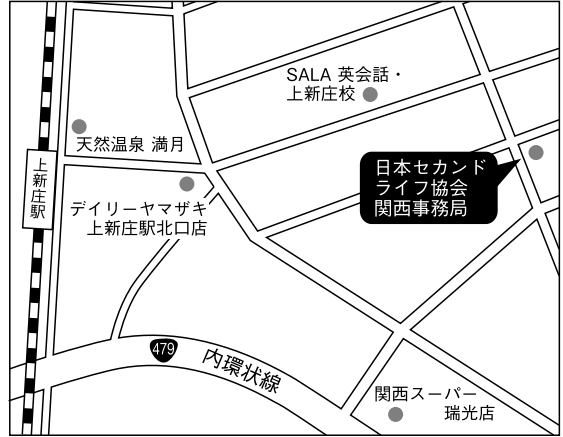 SALA 英会話・
上新庄校
天然温泉 満月
日本セカンド
ライフ協会
関西事務局
上新庄駅
デイリーヤマザキ
上新庄駅北口店
479
内環状線
関西スーパー
瑞光店